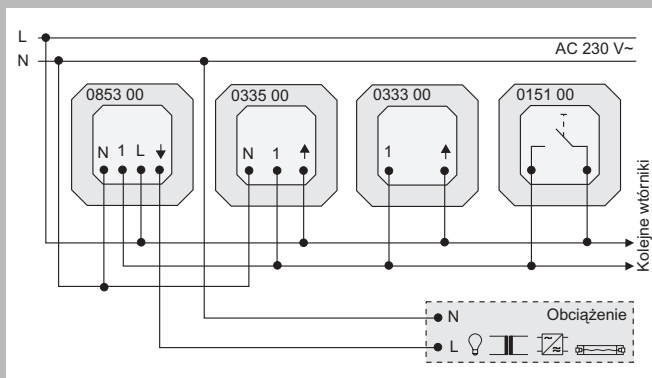 L
N
AC 230 V~
0853 00
0335 00
0333 00
0151 00
N 1 L ↓
N 1 ↑
1 ↑
Kolejne wtórniki
N
Obciążenie
L